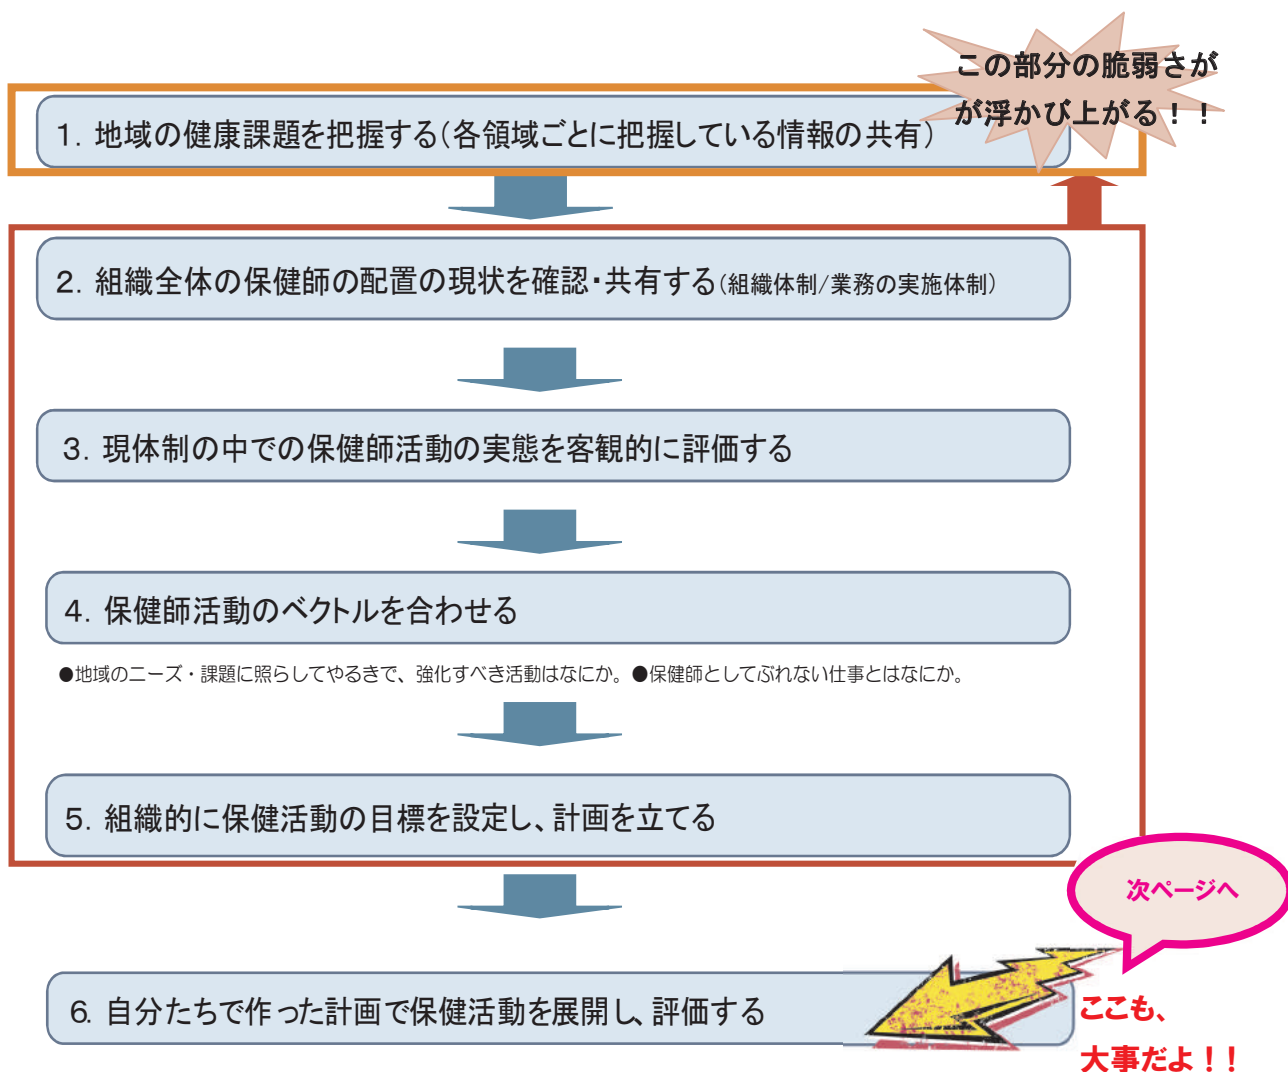 この部分の脆弱さが
が浮かび上がる！！
1．地域の健康課題を把握する（各領域ごとに把握している情報の共有）
2．組織全体の保健師の配置の現状を確認・共有する（組織体制/業務の実施体制）
3．現体制の中での保健師活動の実態を客観的に評価する
4．保健師活動のベクトルを合わせる
●地域のニーズ・課題に照らしてやるきで、強化すべき活動はなにか。●保健師としてぶれない仕事とはなにか。
5．組織的に保健活動の目標を設定し、計画を立てる
次ページへ
6．自分たちで作った計画で保健活動を展開し、評価する
ここも、
大事だよ！！